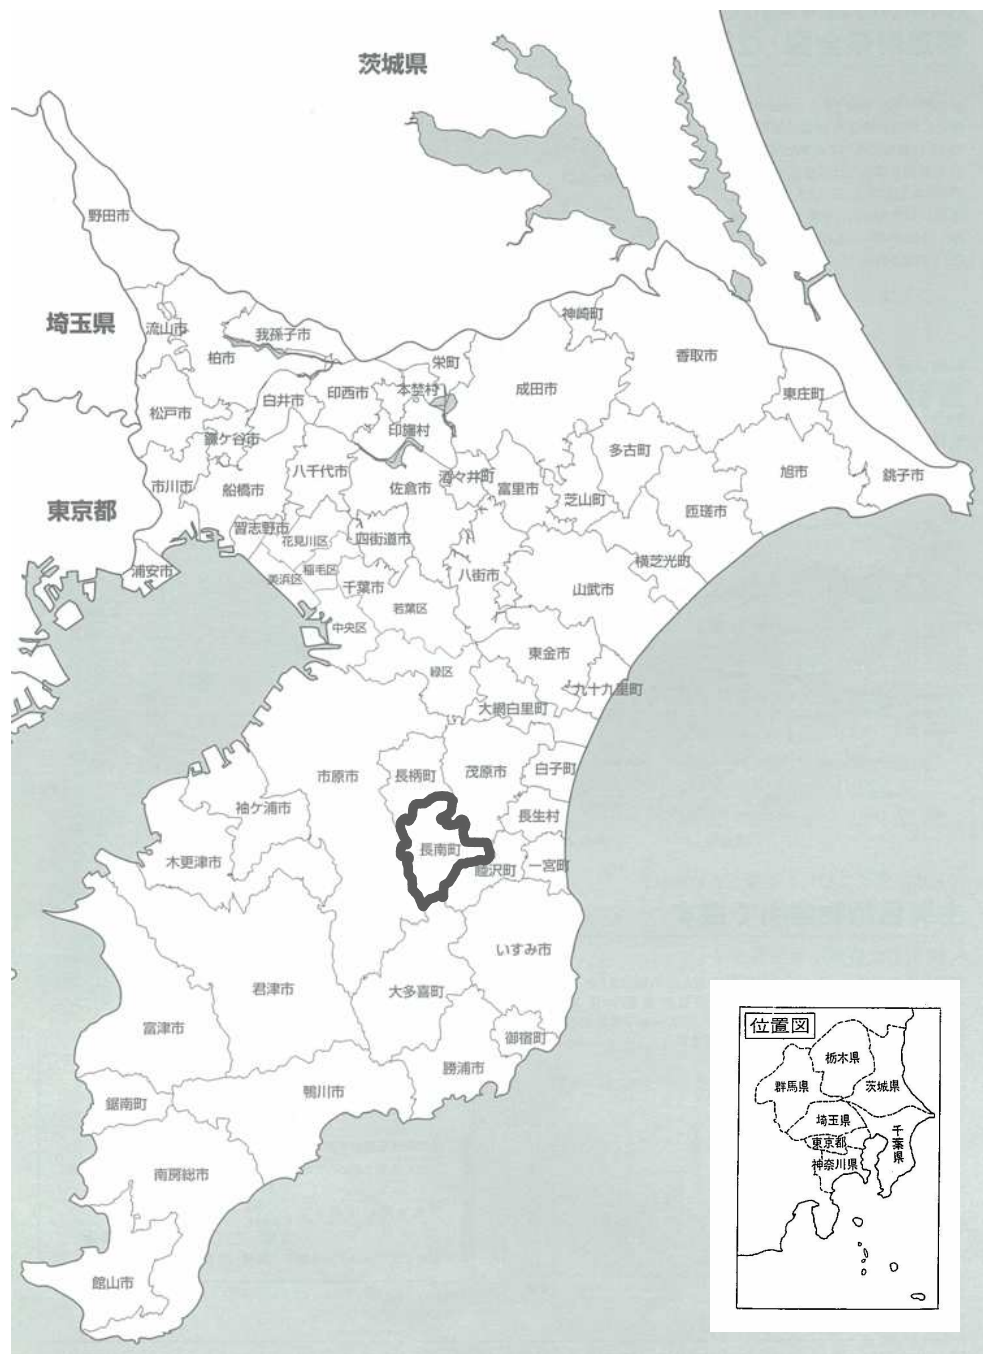 茨城県
野田市
埼玉県
流山市
我孫子市
柏市
神崎町
香取市
栄町
成田市
東庄町
印西市
本埜村
白井市
松戸市
鎌ケ谷市
印旛村
多古町
八千代市
酒々井町
旭市
銚子市
市川市
船橋市
佐倉市
富里市
芝山町
匝瑳市
東京都
習志野市
花見川区
四街道市
横芝光町
浦安市
美浜区
稲毛区
千葉市
八街市
山武市
若葉区
中央区
東金市
緑区
九十九里町
大網白里町
市原市
長柄町
茂原市
白子町
袖ケ浦市
長生村
長南町
木更津市
睦沢町
一宮町
いすみ市
君津市
大多喜町
富津市
御宿町
勝浦市
鋸南町
鴨川市
南房総市
館山市
位置図
栃木県
群馬県
茨城県
埼玉県
東京都
千葉県
神奈川県